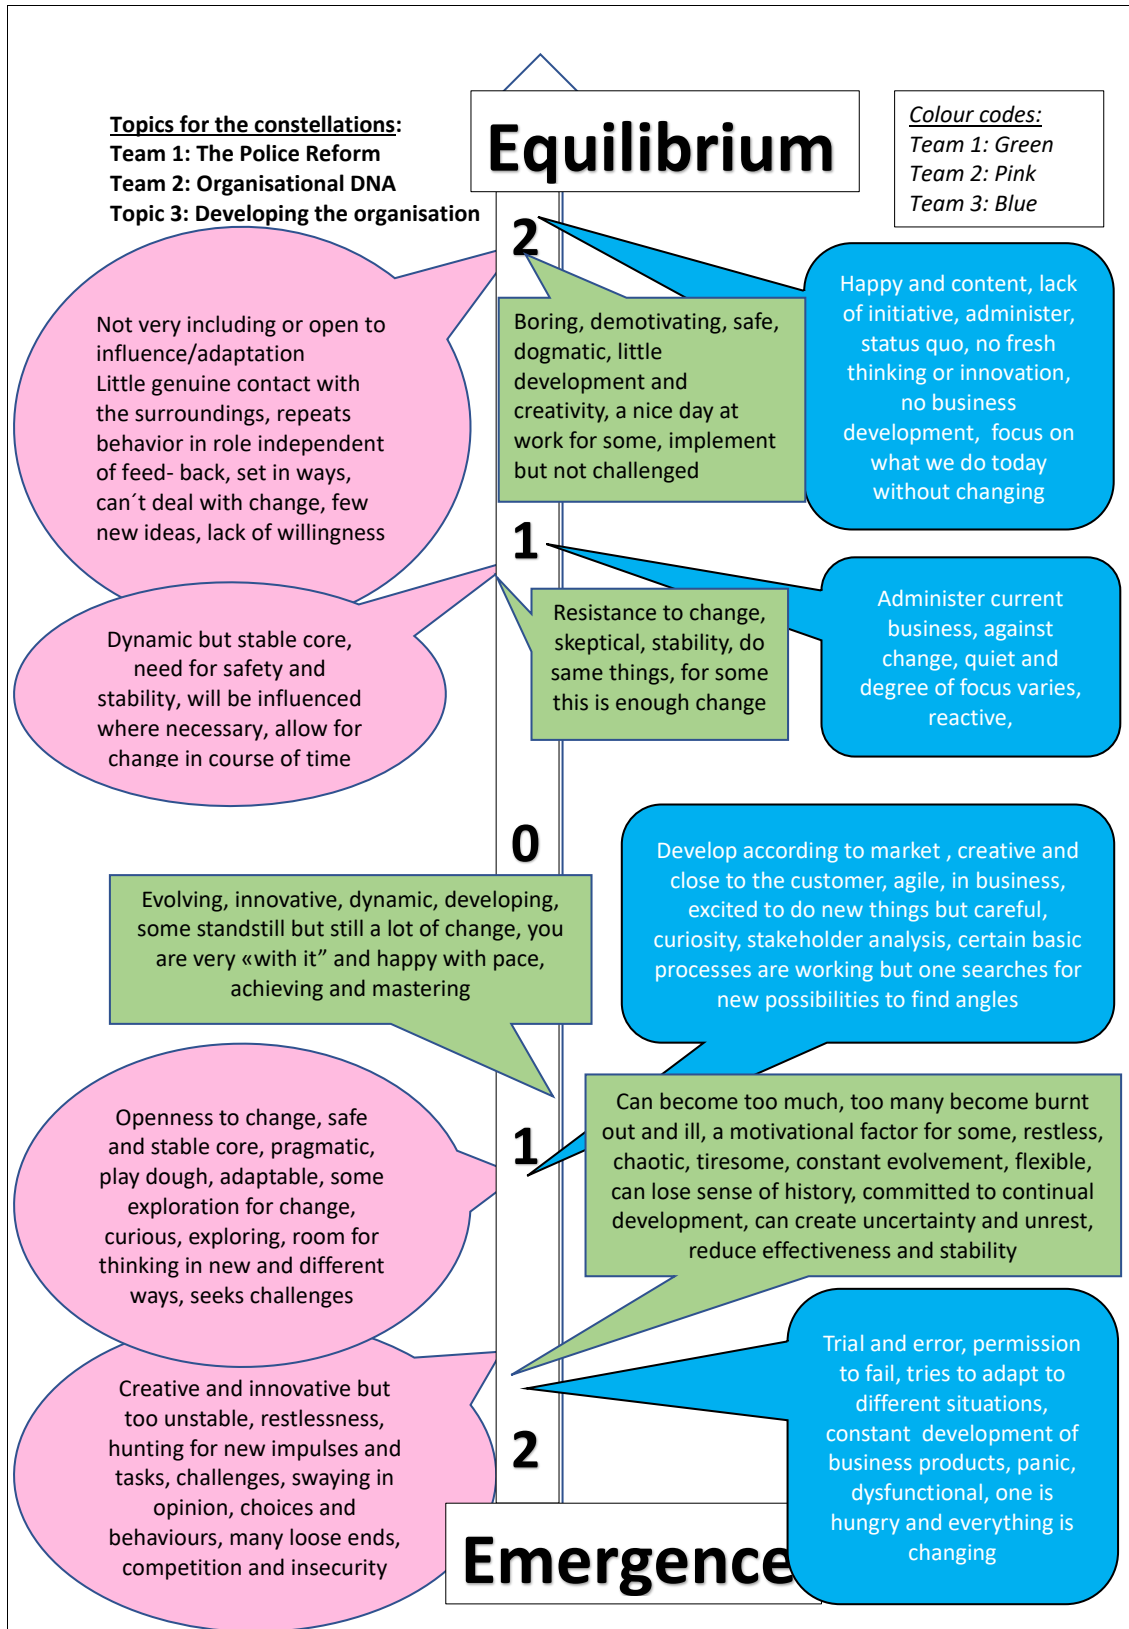 Topics for the constellations:
Team 1: The Police Reform
Team 2: Organisational DNA
Topic 3: Developing the organisation
Equilibrium
Colour codes:
Team 1: Green
Team 2: Pink
Team 3: Blue
2
Not very including or open to
influence/adaptation
Little genuine contact with
the surroundings, repeats
behavior in role independent
of feed- back, set in ways,
can´t deal with change, few
new ideas, lack of willingness
Boring, demotivating, safe,
dogmatic, little
development and
creativity, a nice day at
work for some, implement
but not challenged
Happy and content, lack
of initiative, administer,
status quo, no fresh
thinking or innovation,
no business
development,  focus on
what we do today
without changing
1
Dynamic but stable core,
need for safety and
stability, will be influenced
where necessary, allow for
change in course of time
Resistance to change,
skeptical, stability, do
same things, for some
this is enough change
Administer current
business, against
change, quiet and
degree of focus varies,
reactive,
0
Evolving, innovative, dynamic, developing,
some standstill but still a lot of change, you
are very «with it” and happy with pace,
achieving and mastering
Develop according to market , creative and
close to the customer, agile, in business,
excited to do new things but careful,
curiosity, stakeholder analysis, certain basic
processes are working but one searches for
new possibilities to find angles
1
Openness to change, safe
and stable core, pragmatic,
play dough, adaptable, some
exploration for change,
curious, exploring, room for
thinking in new and different
ways, seeks challenges
Can become too much, too many become burnt
out and ill, a motivational factor for some, restless,
chaotic, tiresome, constant evolvement, flexible,
can lose sense of history, committed to continual
development, can create uncertainty and unrest,
reduce effectiveness and stability
Creative and innovative but
too unstable, restlessness,
hunting for new impulses and
tasks, challenges, swaying in
opinion, choices and
behaviours, many loose ends,
competition and insecurity
Trial and error, permission
to fail, tries to adapt to
different situations,
constant  development of
business products, panic,
dysfunctional, one is
hungry and everything is
changing
2
Emergence